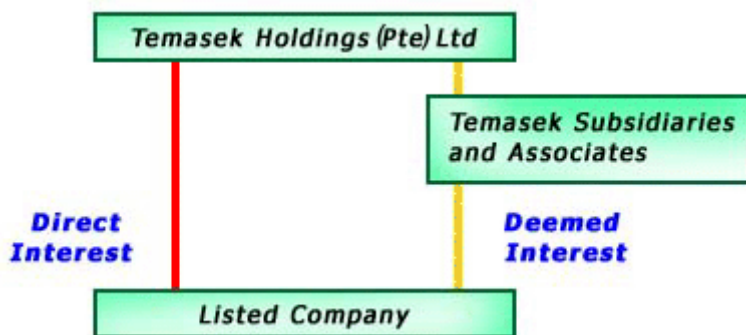 Temasek Holdings (Pte) Ltd
Temasek Subsidiaries
and Associates
Direct
Interest
Deemed
Interest
Listed Company